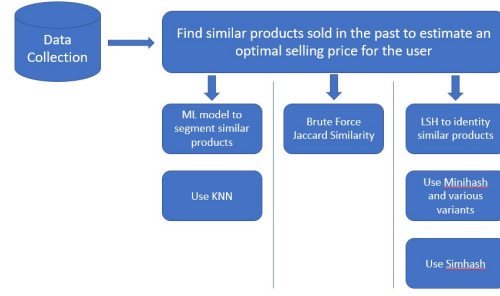 Data
Collection
Find similar products sold in the past to estimate an
optimal selling price for the user
ML model to
segment similar
products
Brute Force
Jaccard Similarity
LSH to identity
similar products
Use KNN
Use Minihash
and various
variants
Use Simhash